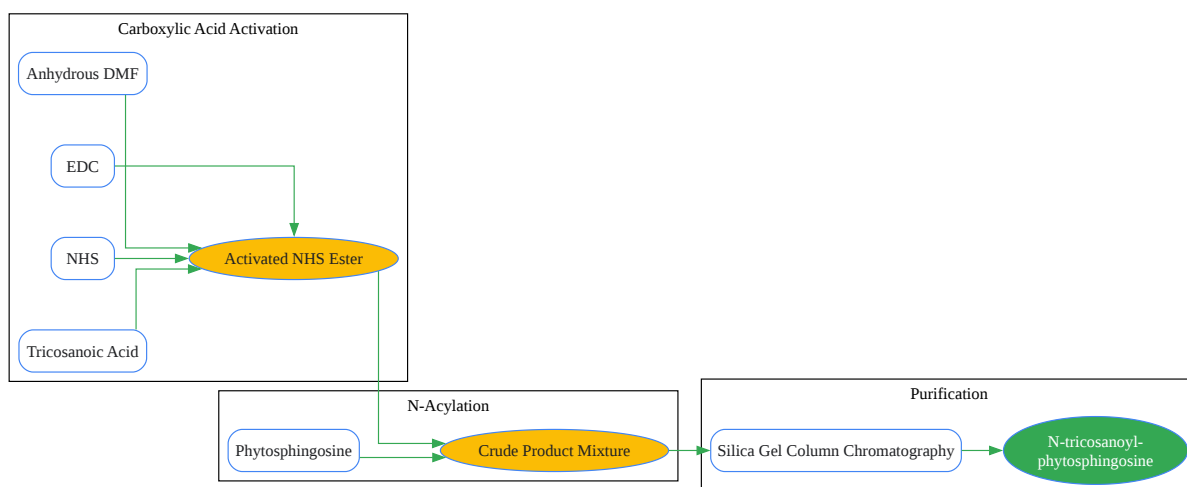 Carboxylic Acid Activation
Anhydrous DMF
EDC
NHS
Activated NHS Ester
Tricosanoic Acid
N-Acylation
Phytosphingosine
Crude Product Mixture
Purification
Silica Gel Column Chromatography
N-tricosanoyl-
phytosphingosine